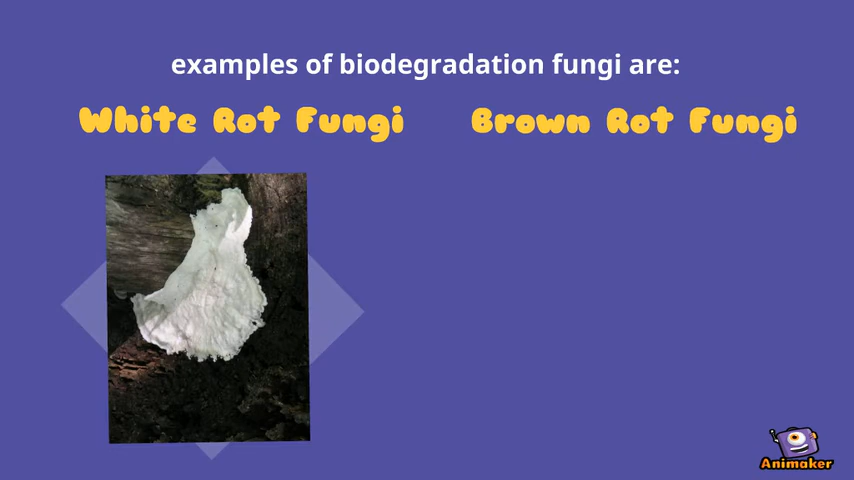 examples of biodegradation fungi are:
White Rot Fungi Brown Rot Fungi
Animaker